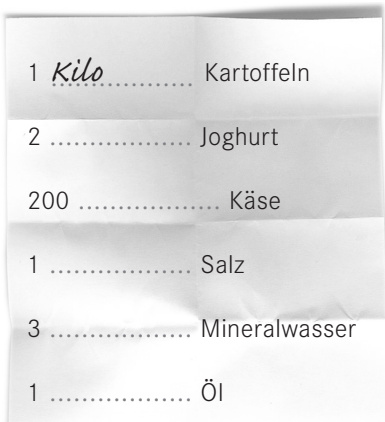 1 Kilo ................ Kartoffeln
2 ................. Joghurt
200 ................. Käse
1 ................. Salz
3 ................. Mineralwasser
1 ................. Öl